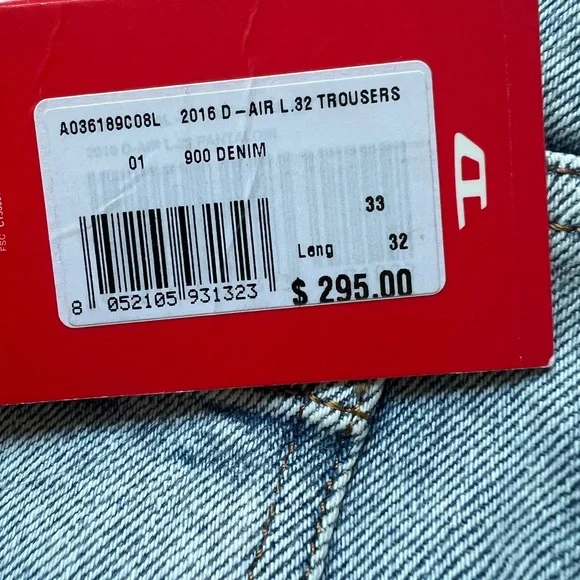 A036189C08L 2016 D-AIR L.32 TROUSERS
01 900 DENIM
33
Leng 32
$ 295.00
8 052105 931323